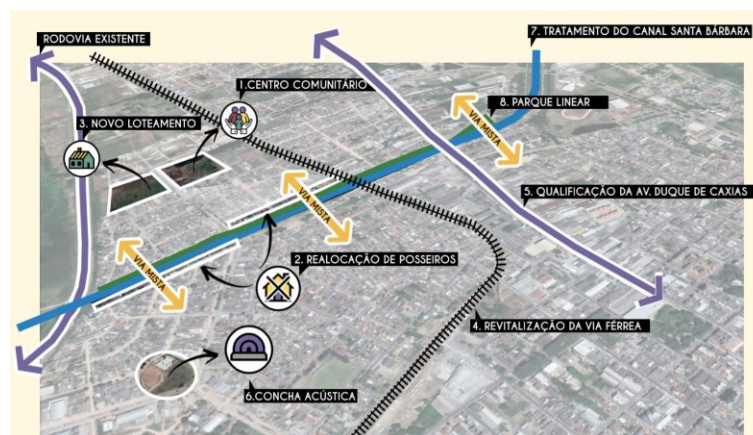 RODOVIA EXISTENTE
7. TRATAMENTO DO CANAL SANTA BÁRBARA
1.CENTRO COMUNITÁRIO
8. PARQUE LINEAR
3. NOVO LOTEAMENTO
VIA MISTA
5. QUALIFICAÇÃO DA AV. DUQUE DE CAXIAS
VIA MISTA
2. REALOCAÇÃO DE POSSEIROS
VIA MISTA
4. REVITALIZAÇÃO DA VIA FÉRREA
6.CONCHA ACÚSTICA